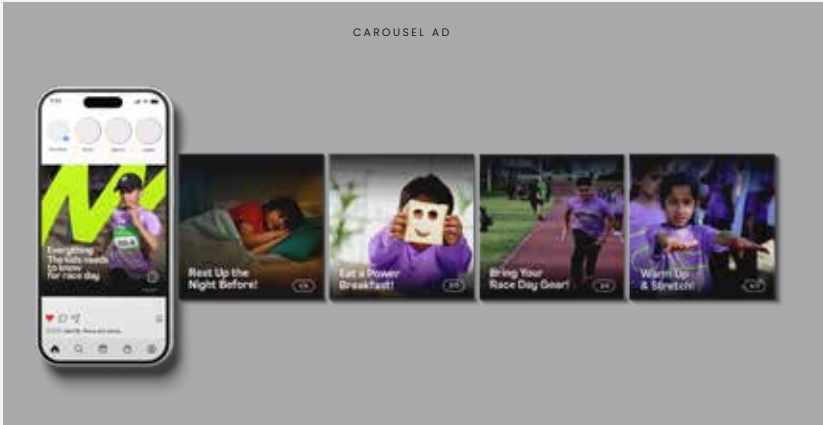 CAROUSEL AD
Everything
The kids needs
to know
for race day
Rest Up the
Night Before!
Eat a Power
Breakfast!
Bring Your
Race Day Gear!
Warm Up
& Stretch!